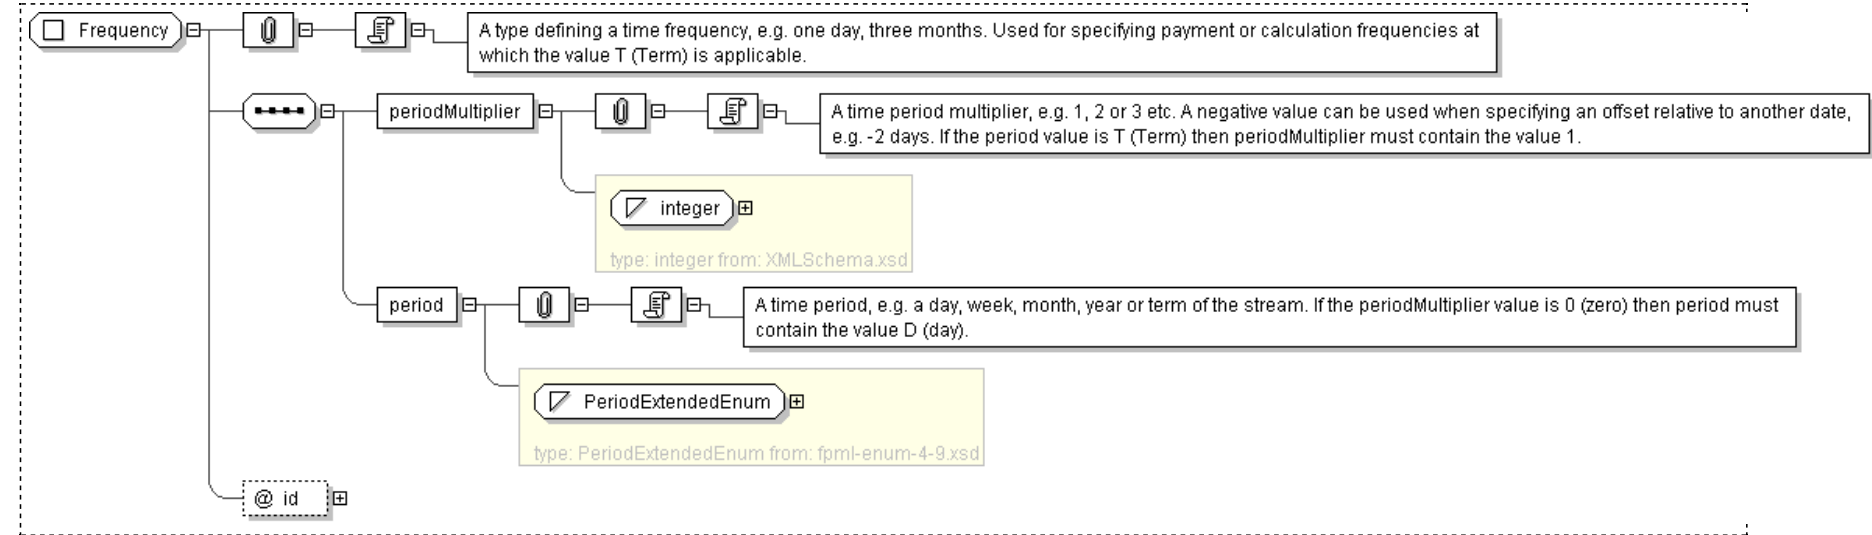 Frequency
A type defining a time frequency, e.g. one day, three months. Used for specifying payment or calculation frequencies at
which the value T (Term) is applicable.
periodMultiplier
A time period multiplier, e.g. 1, 2 or 3 etc. A negative value can be used when specifying an offset relative to another date,
e.g. -2 days. If the period value is T (Term) then periodMultiplier must contain the value 1.
integer
type: integer from: XMLSchema.xsd
period
A time period, e.g. a day, week, month, year or term of the stream. If the periodMultiplier value is 0 (zero) then period must
contain the value D (day).
PeriodExtendedEnum
type: PeriodExtendedEnum from: fpml-enum-4-9.xsd
@ id